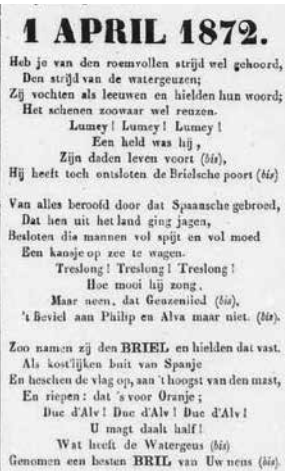 1 APRIL 1872.
Heb je van den roemvollen strijd wel gehoord,
Den strijd van de watergeuzen;
Zij vochten als leeuwen en hielden hun woord;
Het schenen zoowaar wel reuzen.
Lumey! Lumey! Lumey!
Een held was hij,
Zijn daden leven voort (bis),
Hij heeft toch ontsloten de Brielsche poort (bis)
Van alles beroofd door dat Spaansche gebroed,
Dat hen uit het land ging jagen,
Besloten die mannen vol spijt en vol moed
Een kansje op zee te wagen.
Treslong! Treslong! Treslong!
Hoe mooi hij zong,
Maar neen, dat Geuzenlied (bis),
't Beviel aan Philip en Alva maar niet. (bis).
Zoo namen zij den BRIEL en hielden dat vast.
Als kost'lijken buit van Spanje
En heschen de vlag op, aan 't hoogst van den mast,
En riepen: dat 's voor Oranje;
Duc d'Alv! Duc d'Alv! Duc d'Alv!
U magt daalt half!
Wat heeft de Watergeus (bis)
Genomen een besten BRIL van Uw neus (bis).